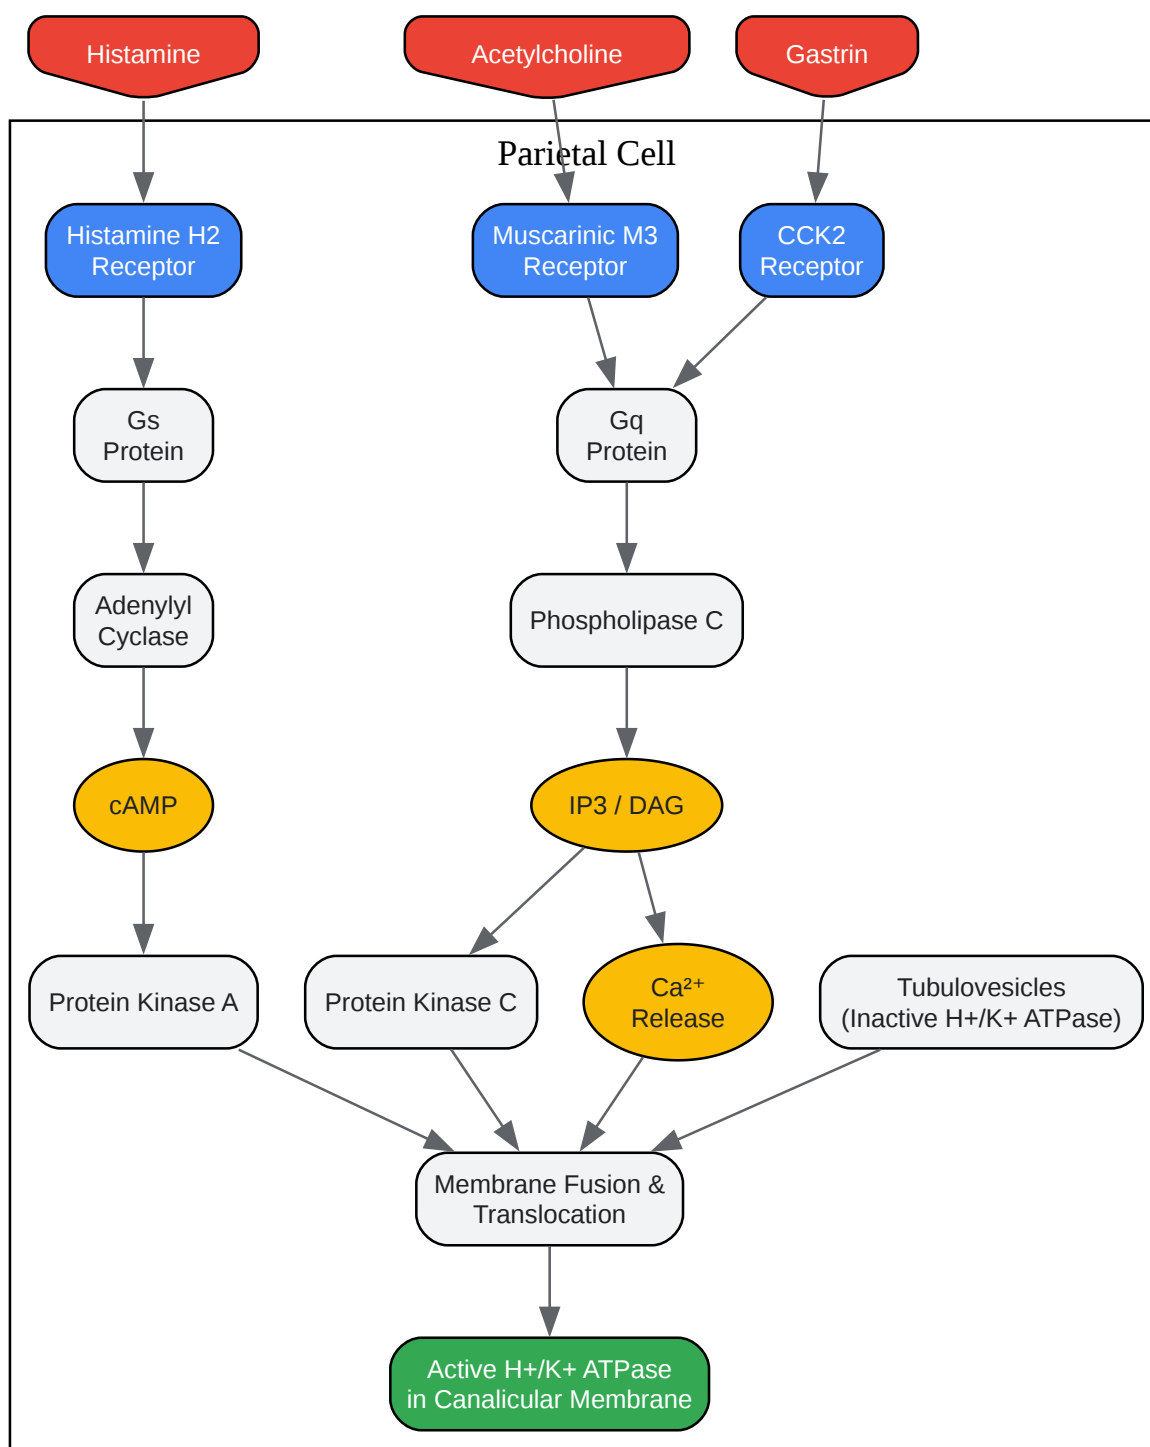 Histamine
Acetylcholine
Gastrin
Parietal Cell
Histamine H2
Receptor
Muscarinic M3
Receptor
CCK2
Receptor
Gs
Protein
Gq
Protein
Adenylyl
Cyclase
Phospholipase C
cAMP
IP3 / DAG
Protein Kinase A
Protein Kinase C
Ca²⁺
Release
Tubulovesicles
(Inactive H+/K+ ATPase)
Membrane Fusion &
Translocation
Active H+/K+ ATPase
in Canalicular Membrane